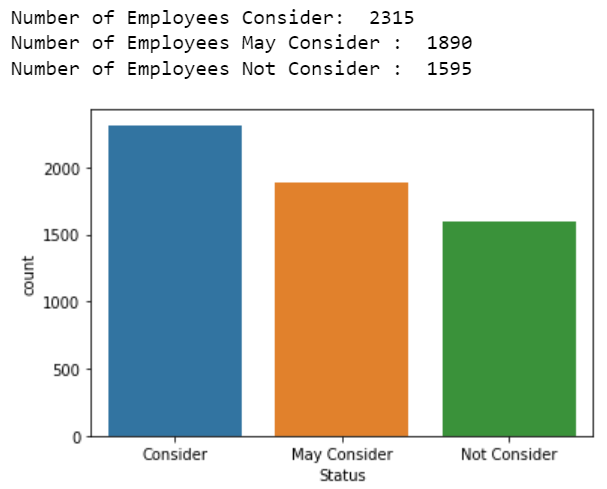 Number of Employees Consider:  2315
Number of Employees May Consider :  1890
Number of Employees Not Consider :  1595
2000
1500
1000
500
0
count
Consider May Consider Not Consider
Status